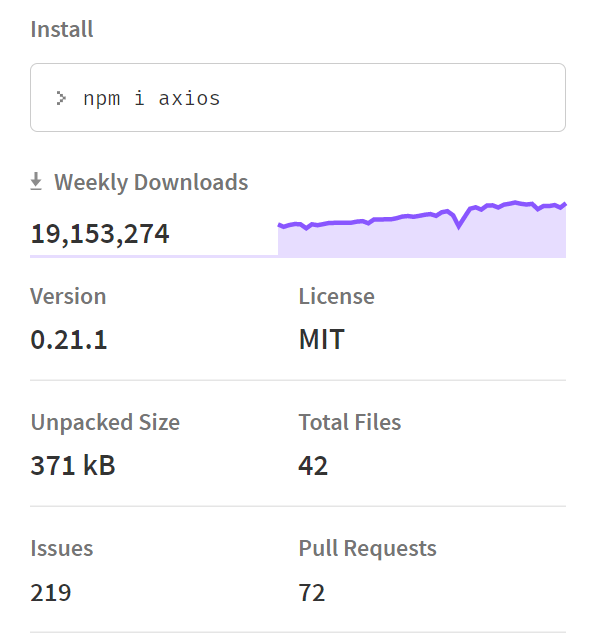 Install
> npm i axios
Weekly Downloads
19,153,274
Version
License
0.21.1
MIT
Unpacked Size
Total Files
371 kB
42
Issues
Pull Requests
219
72